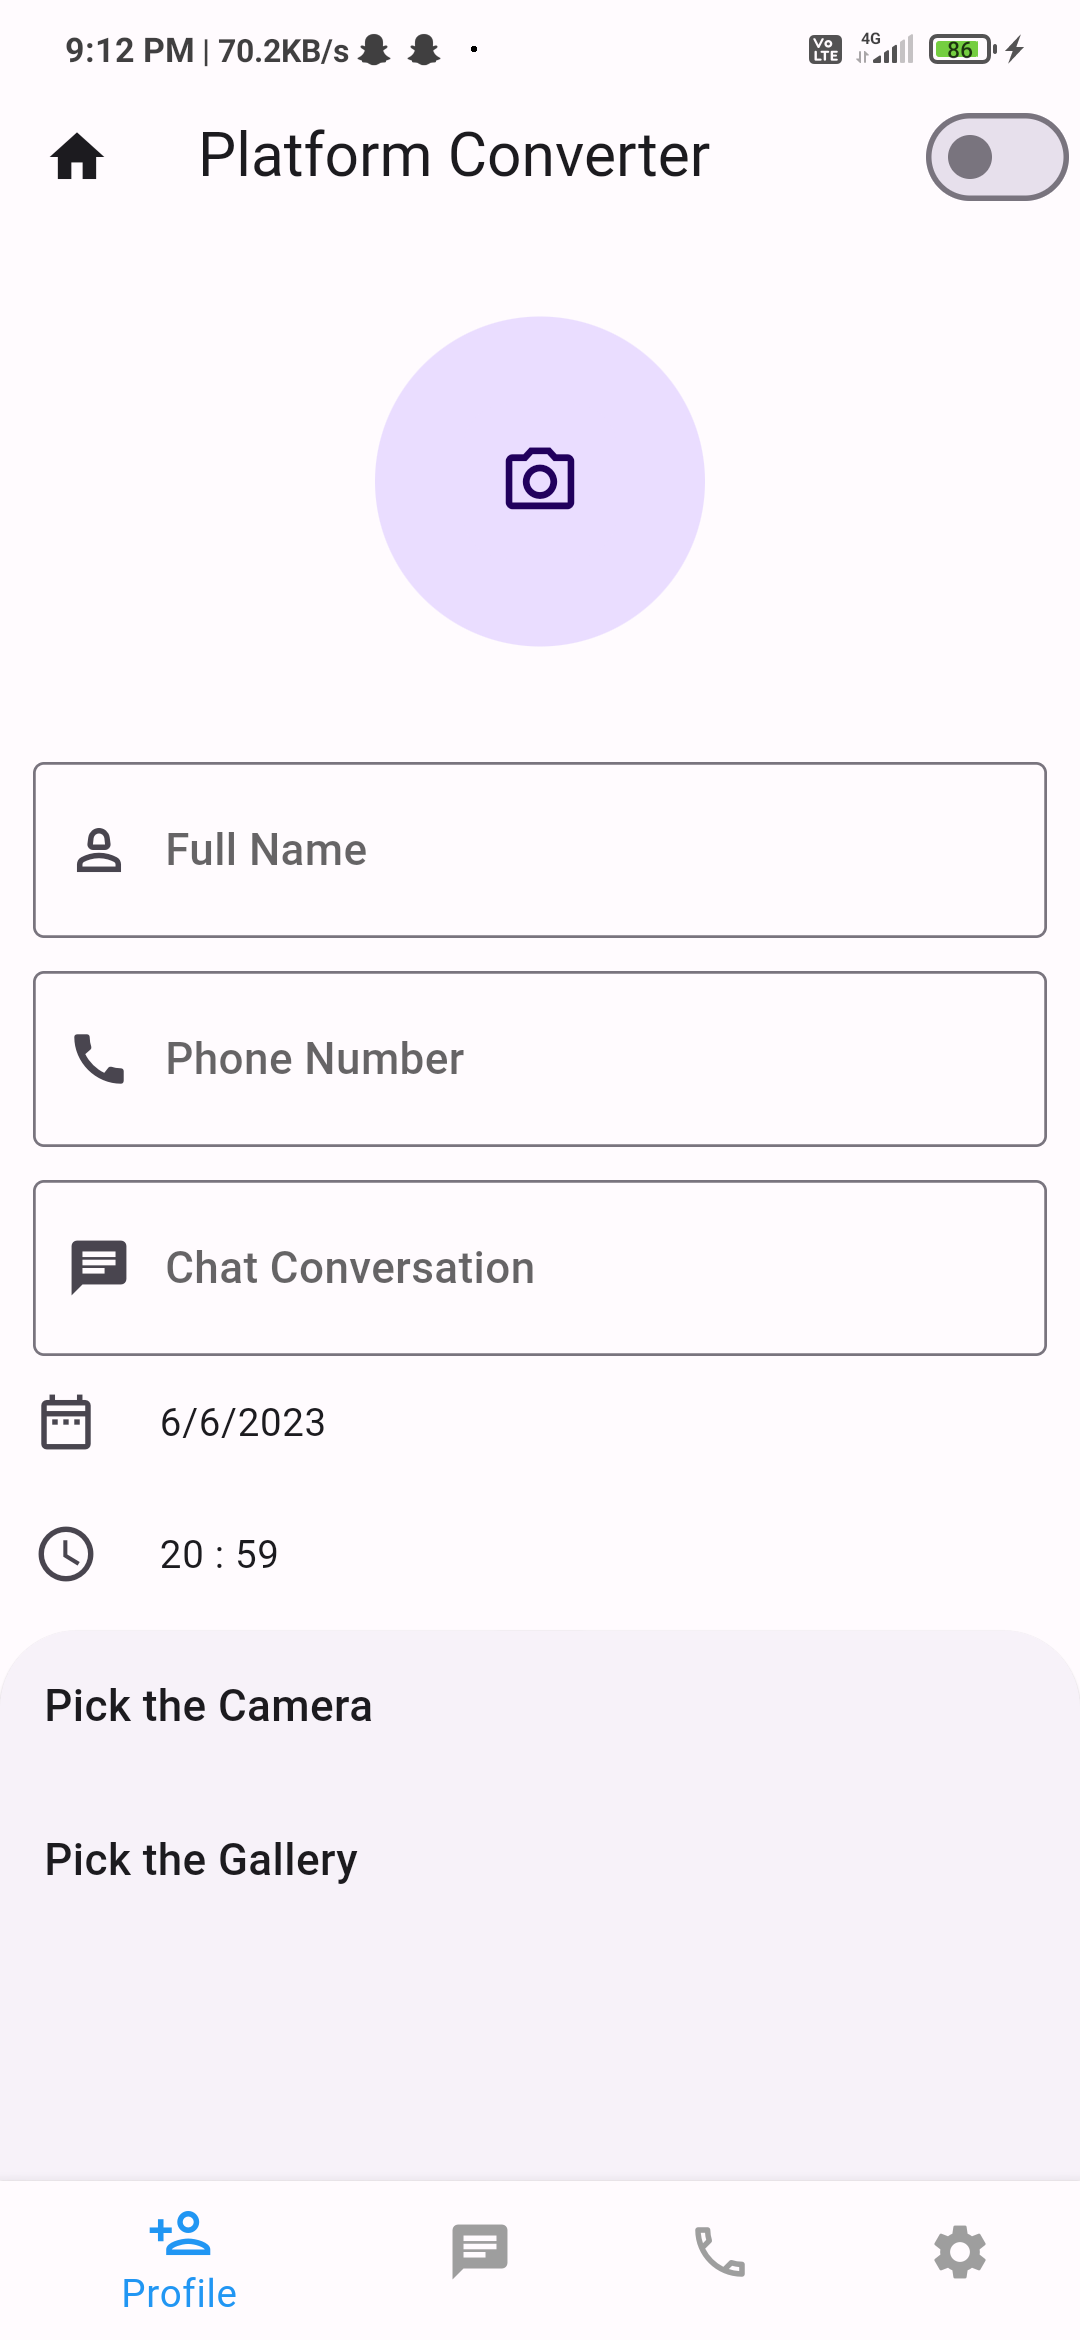 9:12 PM | 70.2KB/s
Vo LTE 4G 86
Platform Converter
Full Name
Phone Number
Chat Conversation
6/6/2023
20 : 59
Pick the Camera
Pick the Gallery
Profile